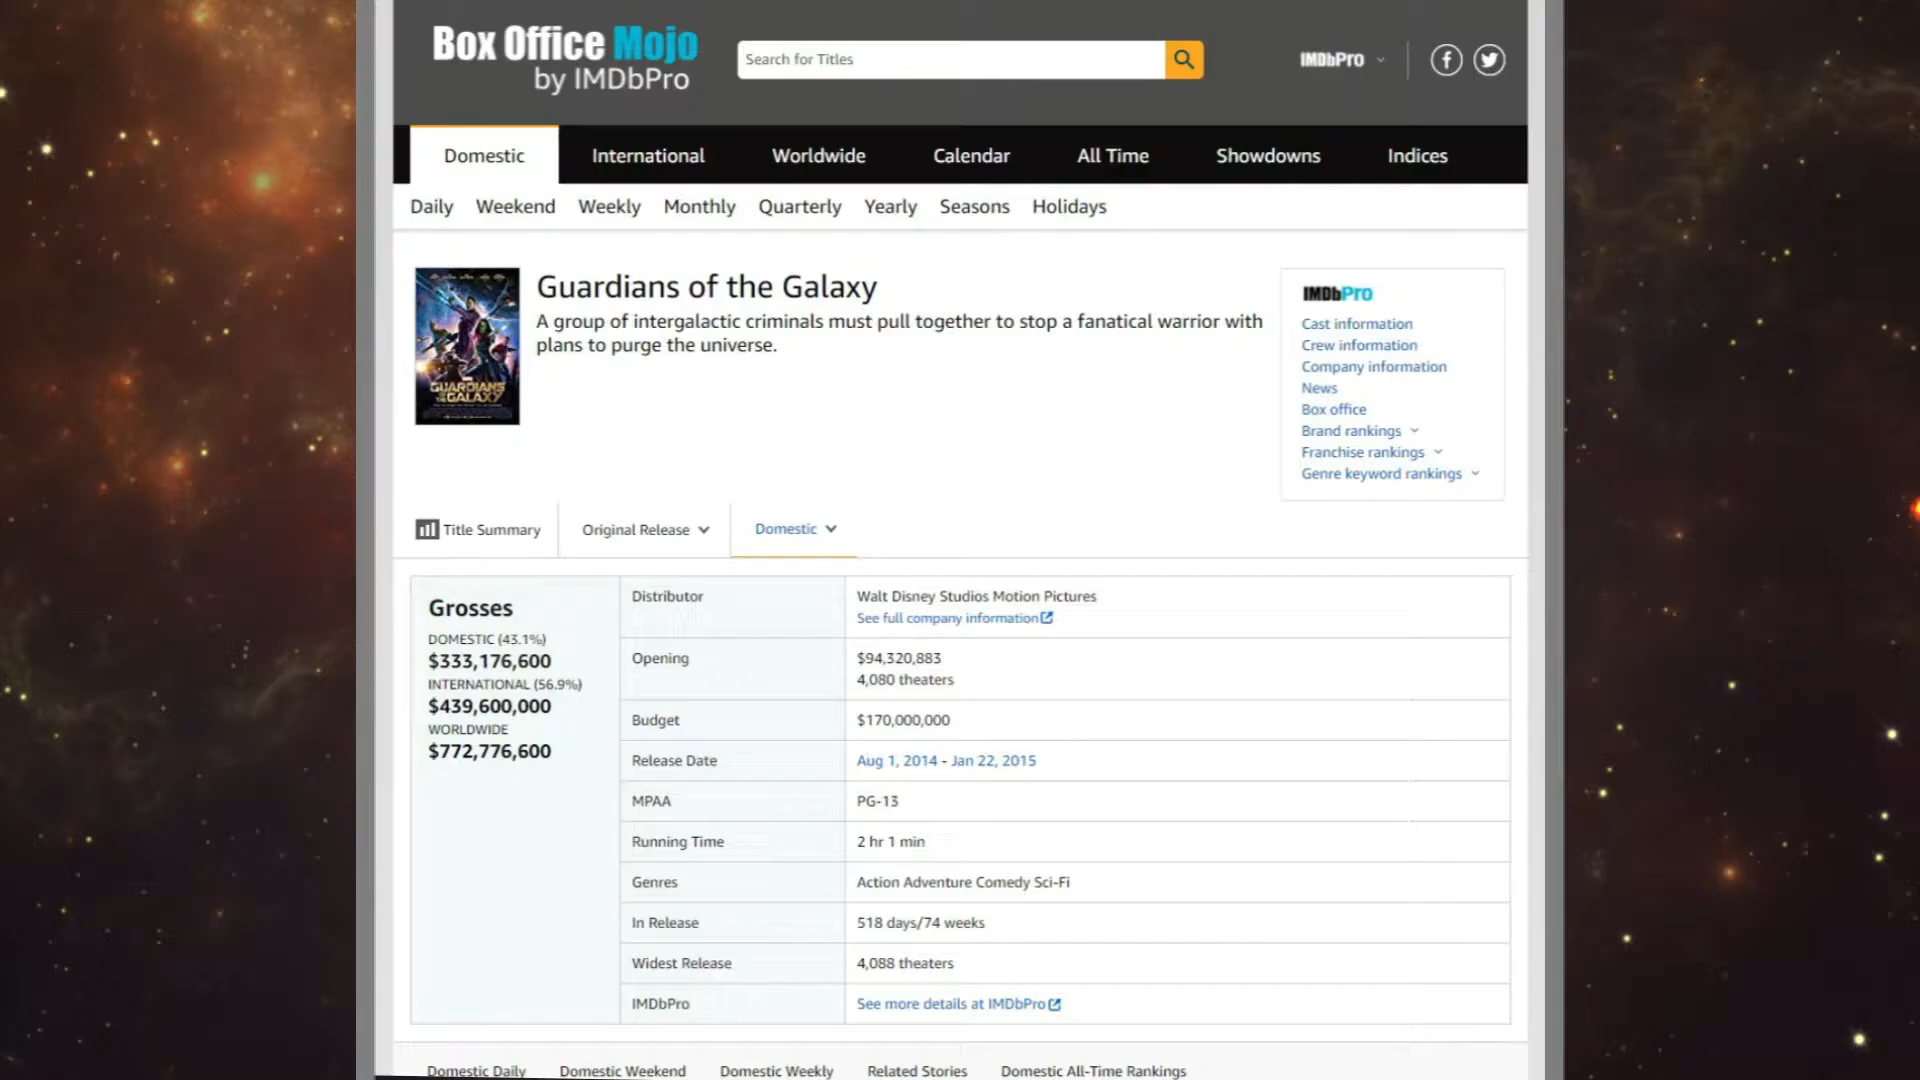 Box Office Mojo
by IMDbPro
Search for Titles
IMDbPro
Domestic
International
Worldwide
Calendar
All Time
Showdowns
Indices
Daily
Weekend
Weekly
Monthly
Quarterly
Yearly
Seasons
Holidays
GUARDIANS
OF THE GALAXY
Guardians of the Galaxy
A group of intergalactic criminals must pull together to stop a fanatical warrior with
plans to purge the universe.
IMDbPro
Cast information
Crew information
Company information
News
Box office
Brand rankings
Franchise rankings
Genre keyword rankings
Title Summary
Original Release
Domestic
Grosses
DOMESTIC (43.1%)
$333,176,600
INTERNATIONAL (56.9%)
$439,600,000
WORLDWIDE
$772,776,600
Distributor
Walt Disney Studios Motion Pictures
See full company information
Opening
$94,320,883
4,080 theaters
Budget
$170,000,000
Release Date
Aug 1, 2014 - Jan 22, 2015
MPAA
PG-13
Running Time
2 hr 1 min
Genres
Action Adventure Comedy Sci-Fi
In Release
518 days/74 weeks
Widest Release
4,088 theaters
IMDbPro
See more details at IMDbPro
Domestic Daily
Domestic Weekend
Domestic Weekly
Related Stories
Domestic All-Time Rankings